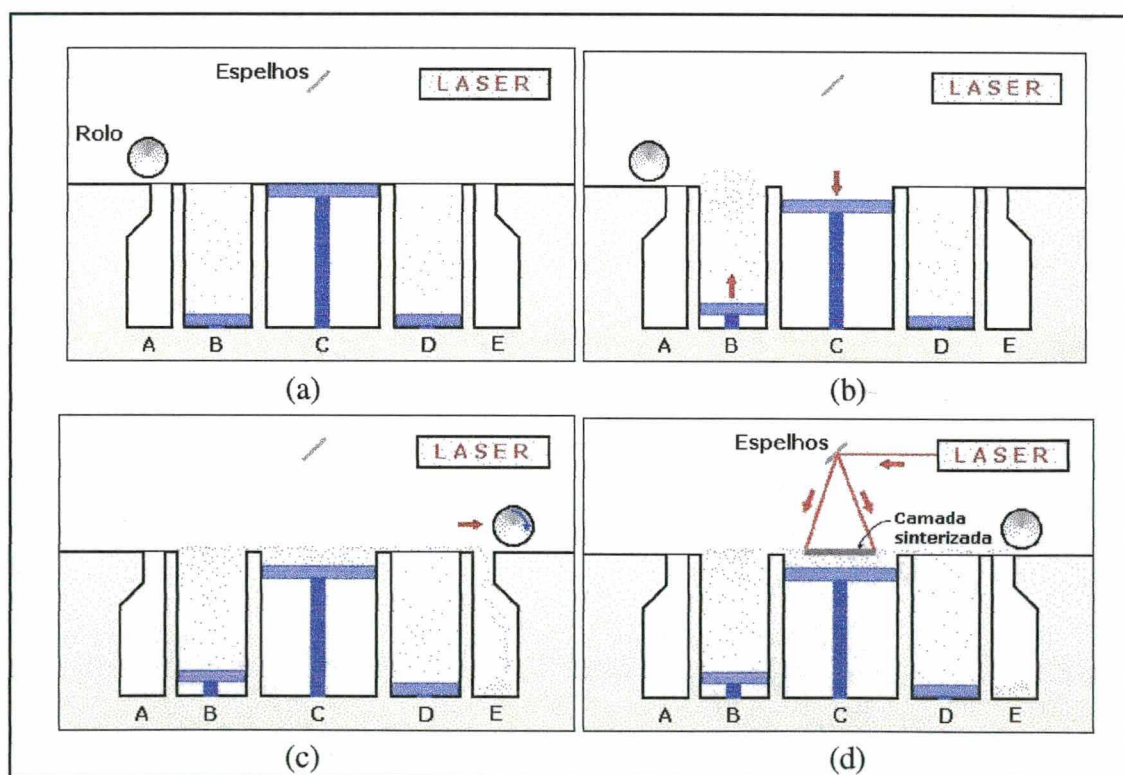 Espelhos
LASER
Rolo
A B C D E
(a)
LASER
A B C D E
(b)
LASER
A B C D E
(c)
Espelhos
LASER
Camada
sinterizada
A B C D E
(d)